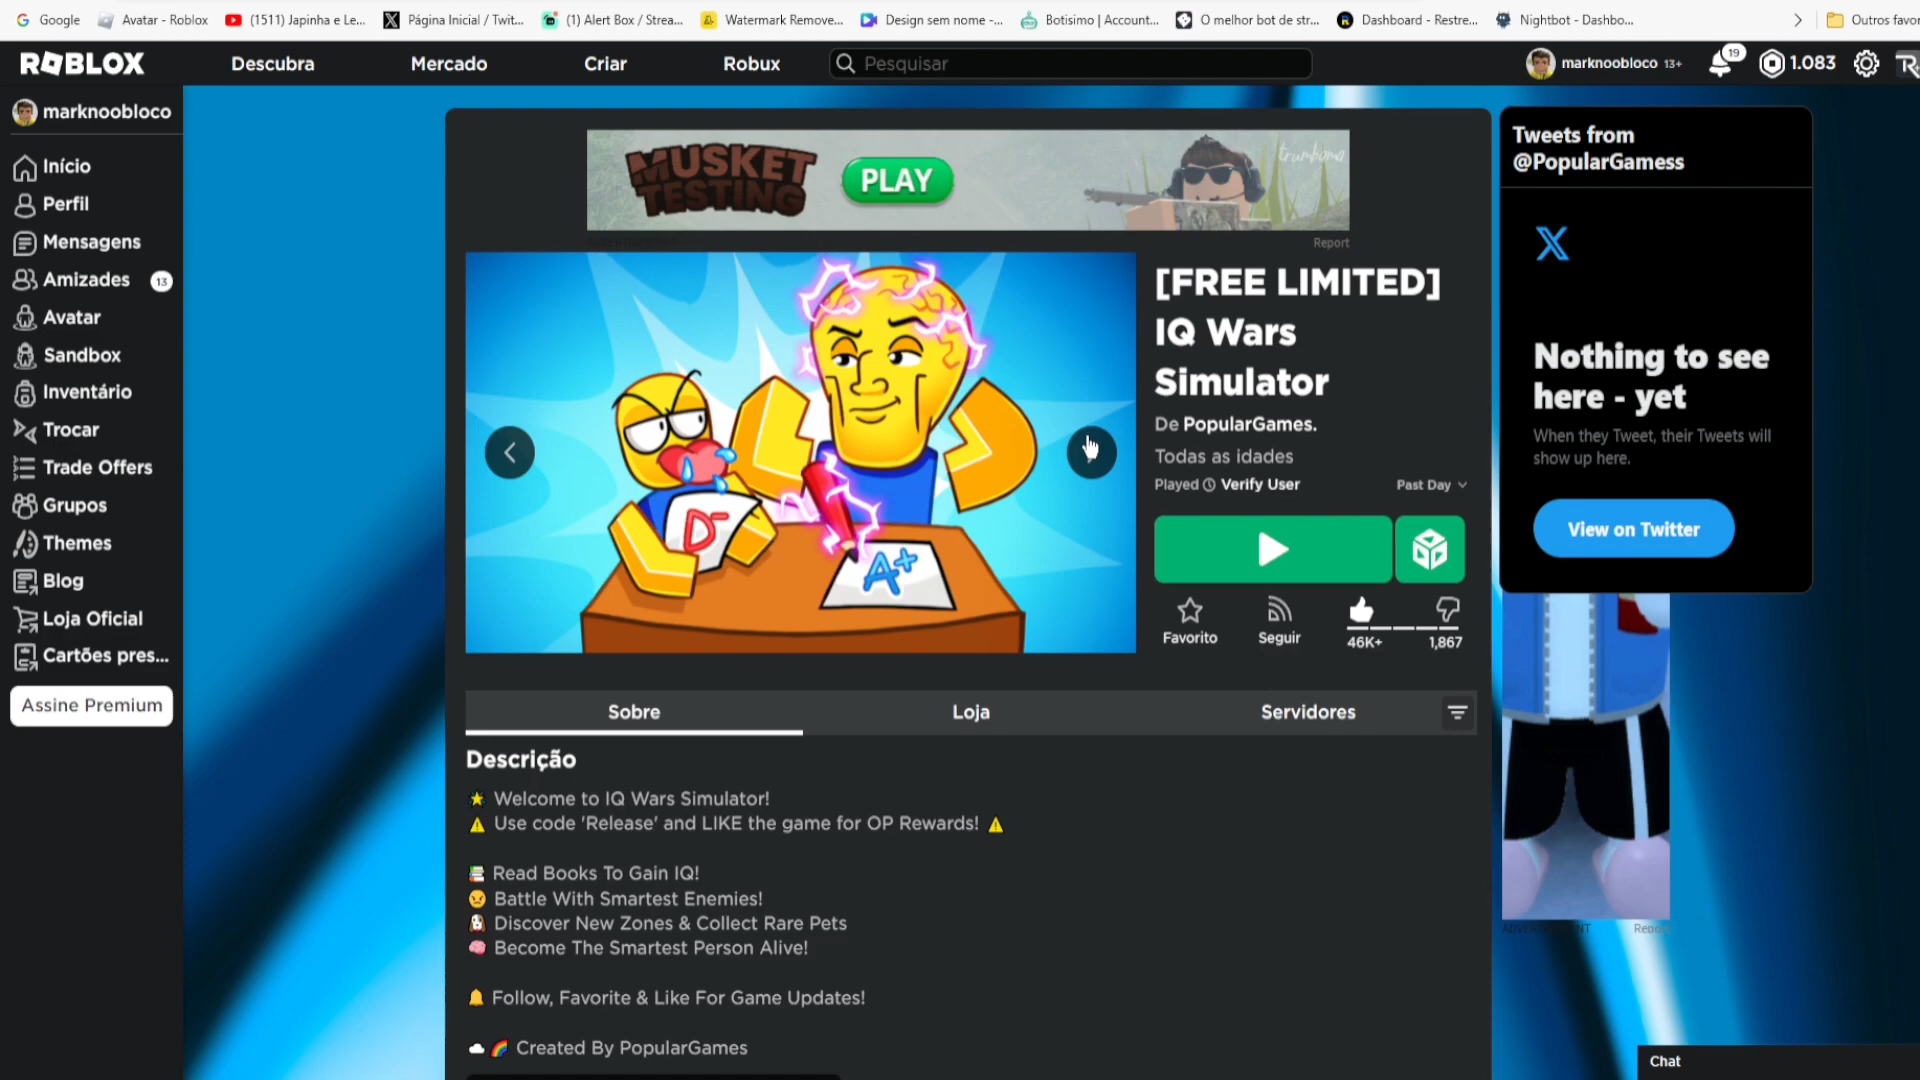 Google
Avatar - Roblox
(1511) Japinha e Le...
Página Inicial / Twit...
(1) Alert Box / Strea...
Watermark Remove...
Design sem nome -...
Botisimo | Account...
O melhor bot de str...
Dashboard - Restre...
Nightbot - Dashbo...
Outros favor
ROBLOX
Descubra
Mercado
Criar
Robux
Pesquisar
marknoobloco 13+
19
1.083
marknoobloco
Início
Perfil
Mensagens
Amizades 13
Avatar
Sandbox
Inventário
Trocar
Trade Offers
Grupos
Themes
Blog
Loja Oficial
Cartões pres...
Assine Premium
MUSKET
TESTING
PLAY
trumbama
Report
D-
A+
[FREE LIMITED]
IQ Wars
Simulator
De PopularGames.
Todas as idades
Played Verify User
Past Day
Favorito
Seguir
46K+
1,867
Tweets from
@PopularGamess
Nothing to see
here - yet
When they Tweet, their Tweets will
show up here.
View on Twitter
Sobre
Loja
Servidores
Descrição
Welcome to IQ Wars Simulator!
⚠ Use code 'Release' and LIKE the game for OP Rewards! ⚠
Read Books To Gain IQ!
Battle With Smartest Enemies!
Discover New Zones & Collect Rare Pets
Become The Smartest Person Alive!
Follow, Favorite & Like For Game Updates!
Created By PopularGames
ADVERTISEMENT
Report
Chat